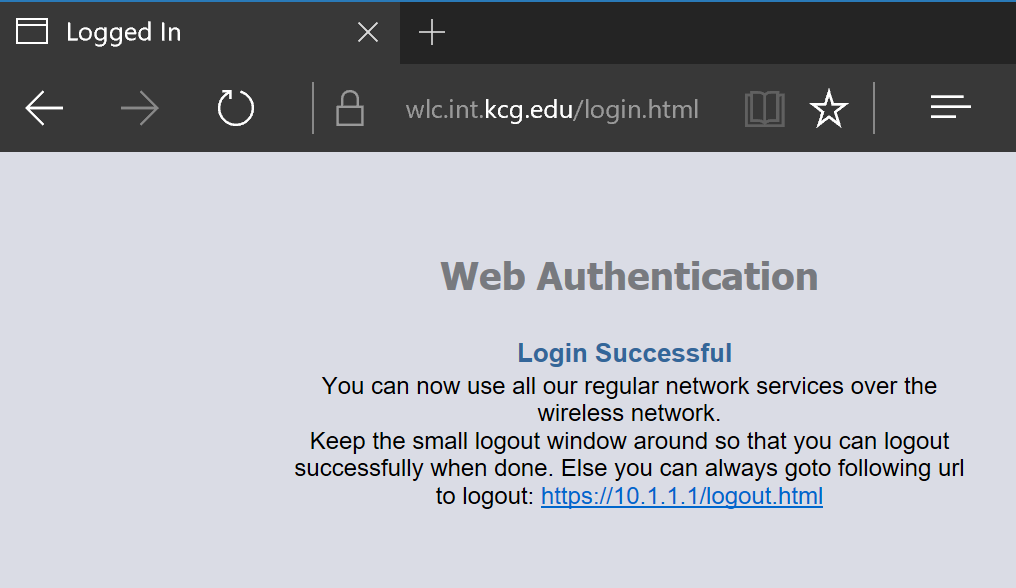 Logged In
wlc.int.kcg.edu/login.html
Web Authentication
Login Successful
You can now use all our regular network services over the
wireless network.
Keep the small logout window around so that you can logout
successfully when done. Else you can always goto following url
to logout: https://10.1.1.1/logout.html